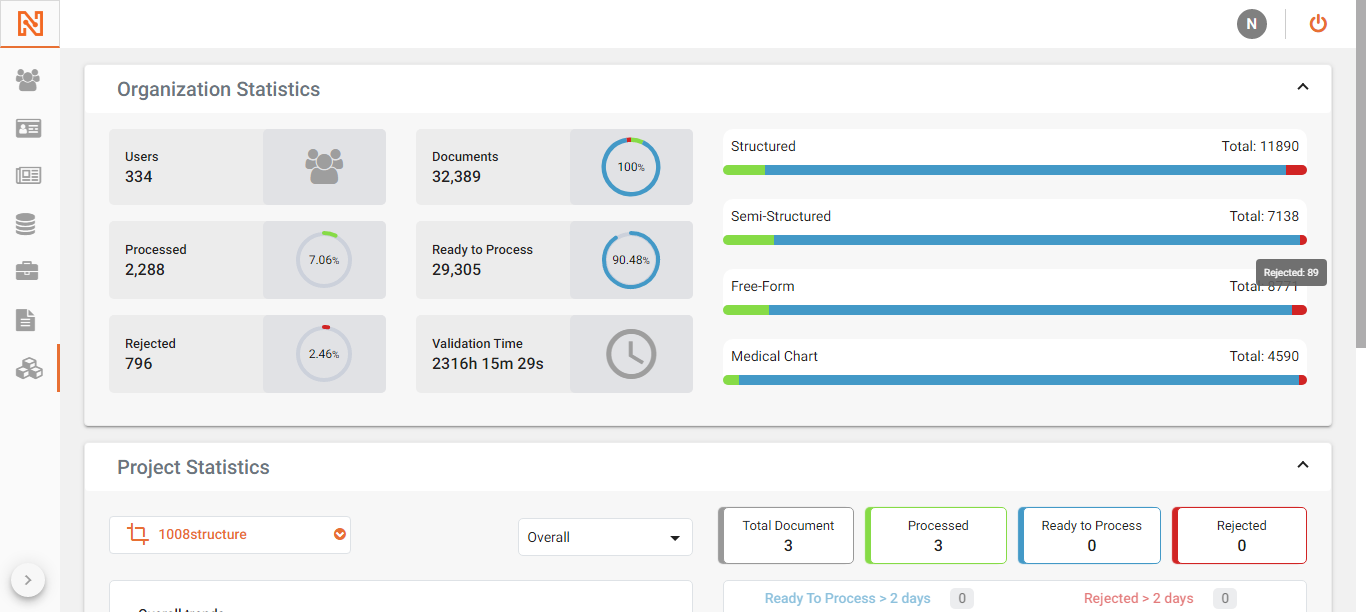 N
Organization Statistics
Users
334
Documents
32,389
100%
Processed
2,288
7.06%
Ready to Process
29,305
90.48%
Rejected
796
2.46%
Validation Time
2316h 15m 29s
Structured
Total: 11890
Semi-Structured
Total: 7138
Rejected: 89
Free-Form
Total: 8771
Medical Chart
Total: 4590
Project Statistics
1008structure
Overall
Total Document
3
Processed
3
Ready to Process
0
Rejected
0
Overall trends
Ready To Process > 2 days 0
Rejected > 2 days 0